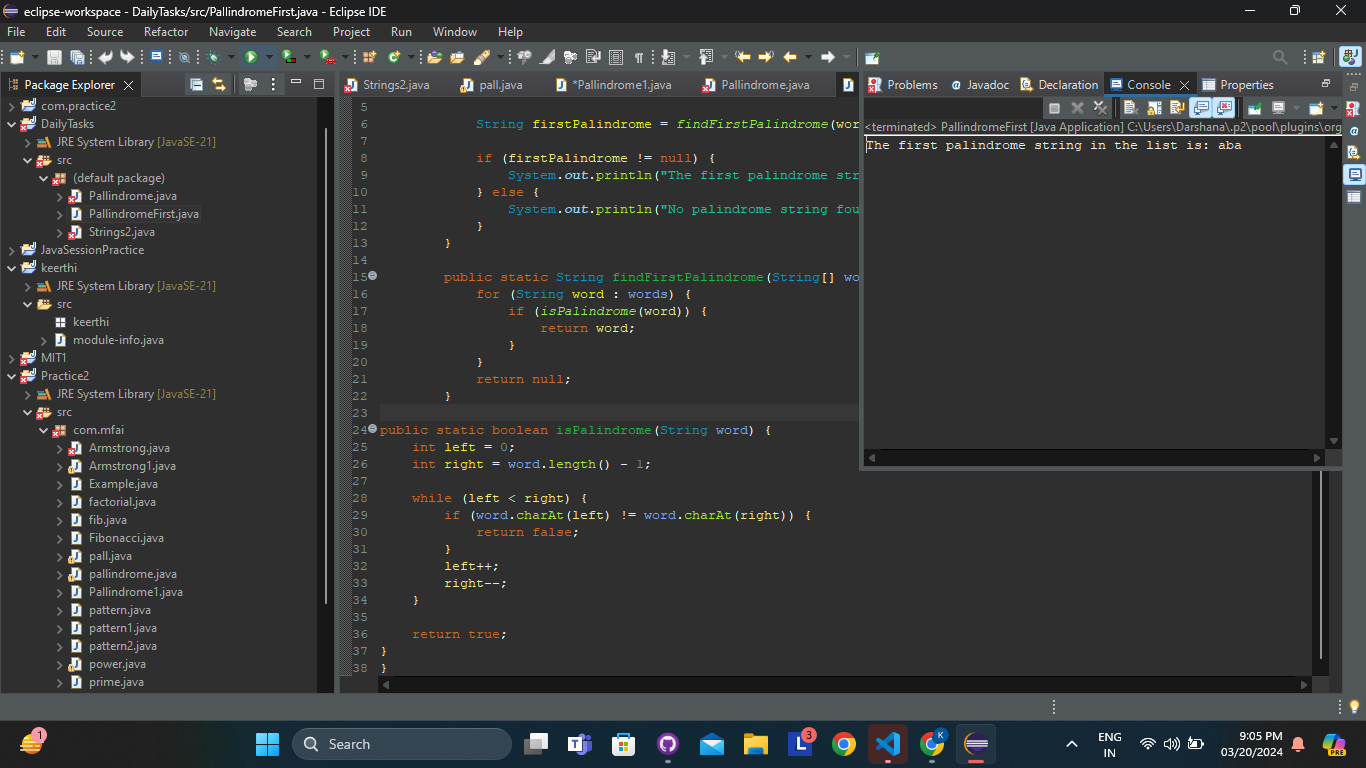 eclipse-workspace - DailyTasks/src/PallindromeFirst.java - Eclipse IDE
File Edit Source Refactor Navigate Search Project Run Window Help
Package Explorer
com.practice2
DailyTasks
JRE System Library [JavaSE-21]
src
(default package)
Pallindrome.java
PallindromeFirst.java
Strings2.java
JavaSessionPractice
keerthi
JRE System Library [JavaSE-21]
src
keerthi
module-info.java
MIT1
Practice2
JRE System Library [JavaSE-21]
src
com.mfai
Armstrong.java
Armstrong1.java
Example.java
factorial.java
fib.java
Fibonacci.java
pall.java
pallindrome.java
Pallindrome1.java
pattern.java
pattern1.java
pattern2.java
power.java
prime.java
Strings2.java pall.java *Pallindrome1.java Pallindrome.java
5
6 String firstPalindrome = findFirstPalindrome(wor
7
8 if (firstPalindrome != null) {
9 System.out.println("The first palindrome str
10 } else {
11 System.out.println("No palindrome string fou
12 }
13 }
14
15 public static String findFirstPalindrome(String[] wo
16 for (String word : words) {
17 if (isPalindrome(word)) {
18 return word;
19 }
20 }
21 return null;
22 }
23
24 public static boolean isPalindrome(String word) {
25 int left = 0;
26 int right = word.length() - 1;
27
28 while (left < right) {
29 if (word.charAt(left) != word.charAt(right)) {
30 return false;
31 }
32 left++;
33 right--;
34 }
35
36 return true;
37 }
38 }
Problems @ Javadoc Declaration Console Properties
<terminated> PallindromeFirst [Java Application] C:\Users\Darshana\.p2\pool\plugins\org
The first palindrome string in the list is: aba
1
Search
3
K
ENG
IN
9:05 PM
03/20/2024
PRE